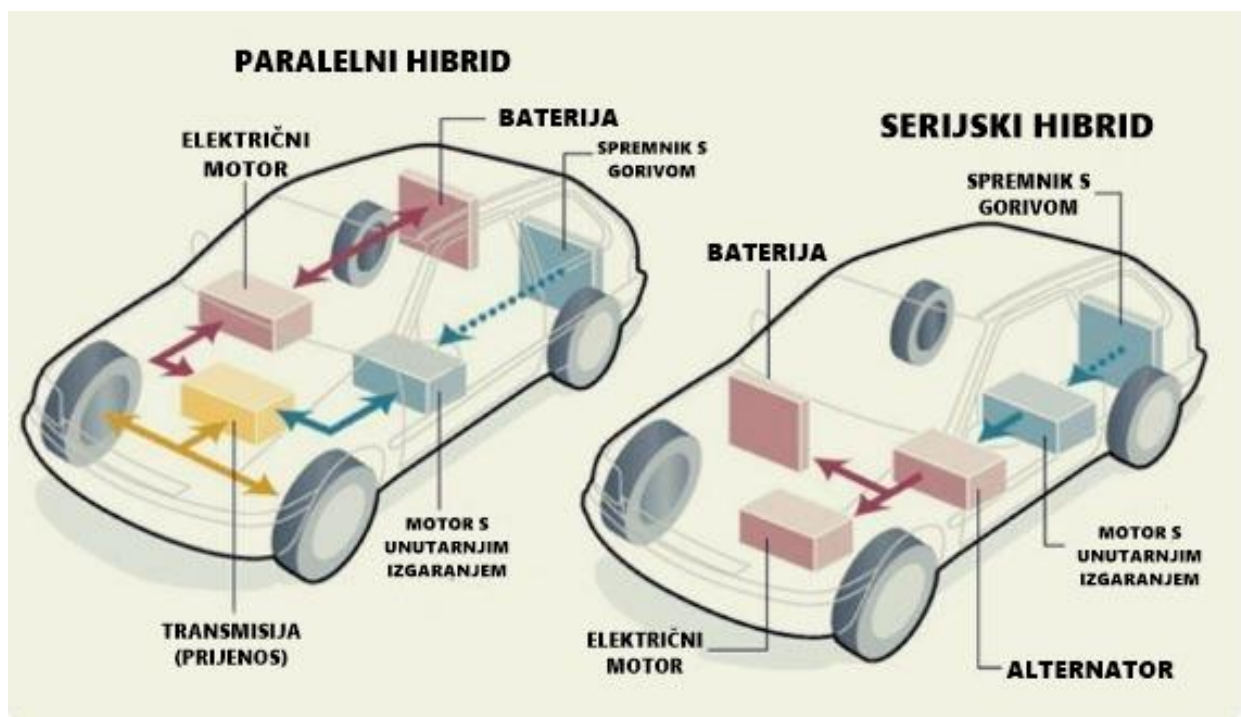 PARALELNI HIBRID
ELEKTRIČNI
MOTOR
BATERIJA
SPREMNIK S
GORIVOM
MOTOR S
UNUTARNJIM
IZGARANJEM
TRANSMISIJA
(PRIJENOS)
SERIJSKI HIBRID
SPREMNIK S
GORIVOM
BATERIJA
MOTOR S
UNUTARNJIM
IZGARANJEM
ELEKTRIČNI
MOTOR
ALTERNATOR